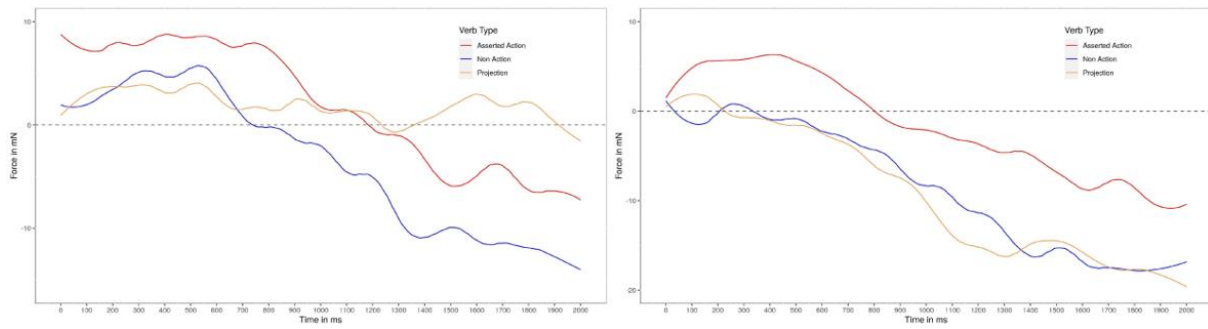 Verb Type
Asserted Action
Non Action
Projection
Force in mN
10
0
-10
0 100 200 300 400 500 600 700 800 900 1000 1100 1200 1300 1400 1500 1600 1700 1800 1900 2000
Time in ms
Verb Type
Asserted Action
Non Action
Projection
Force in mN
10
0
-10
-20
0 100 200 300 400 500 600 700 800 900 1000 1100 1200 1300 1400 1500 1600 1700 1800 1900 2000
Time in ms